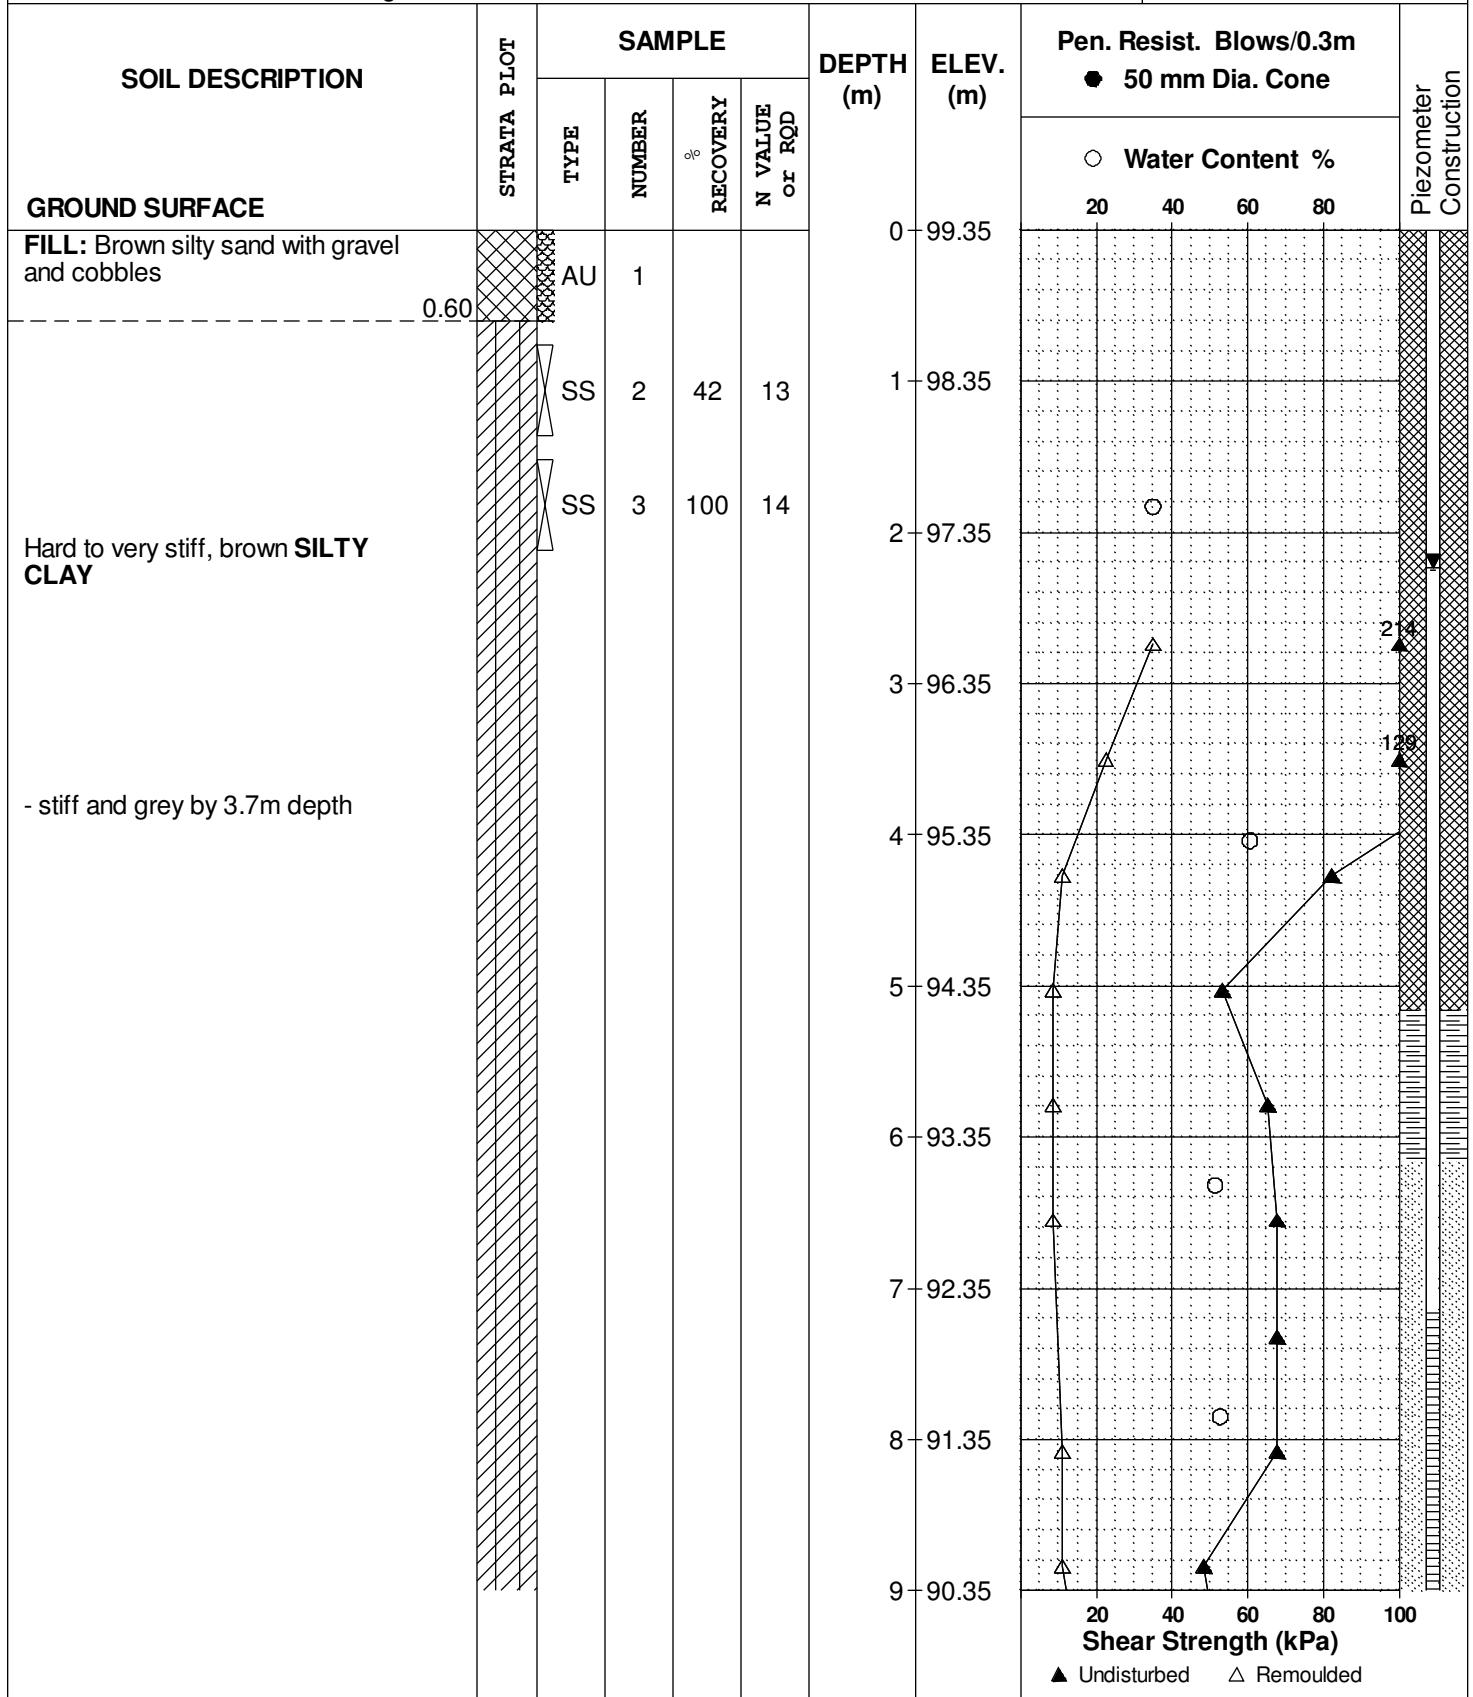 SOIL DESCRIPTION
GROUND SURFACE
STRATA PLOT
SAMPLE
TYPE
NUMBER
% RECOVERY
N VALUE or RQD
DEPTH (m)
ELEV. (m)
Pen. Resist. Blows/0.3m
● 50 mm Dia. Cone
○ Water Content %
20 40 60 80
Piezometer Construction
FILL: Brown silty sand with gravel
and cobbles
0.60
AU 1
SS 2 42 13
SS 3 100 14
Hard to very stiff, brown SILTY
CLAY
- stiff and grey by 3.7m depth
0 99.35
1 98.35
2 97.35
3 96.35
4 95.35
5 94.35
6 93.35
7 92.35
8 91.35
9 90.35
214
129
20 40 60 80 100
Shear Strength (kPa)
▲ Undisturbed △ Remoulded